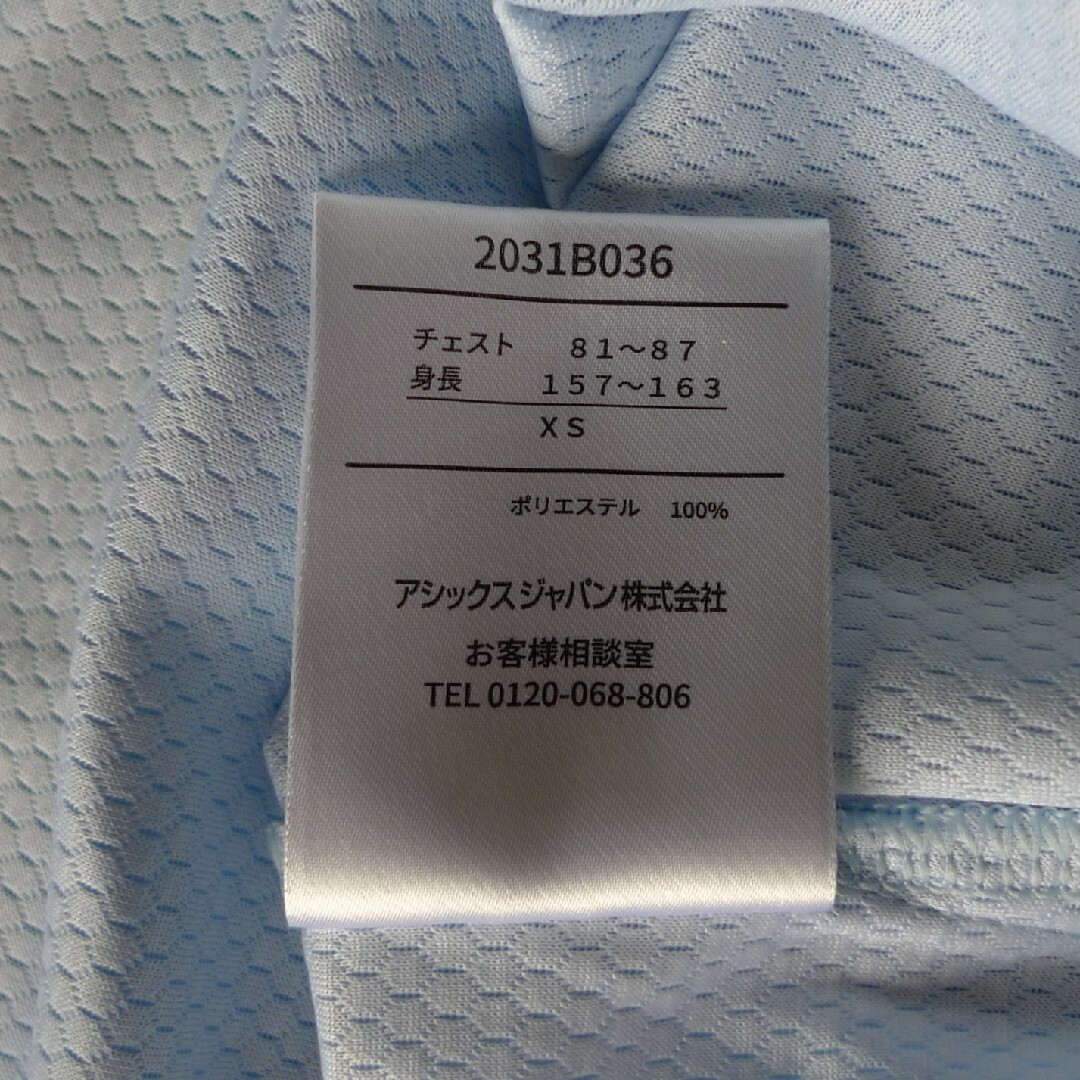 2031B036
チェスト 81〜87
身長 157〜163
XS
ポリエステル 100%
アシックスジャパン株式会社
お客様相談室
TEL 0120-068-806